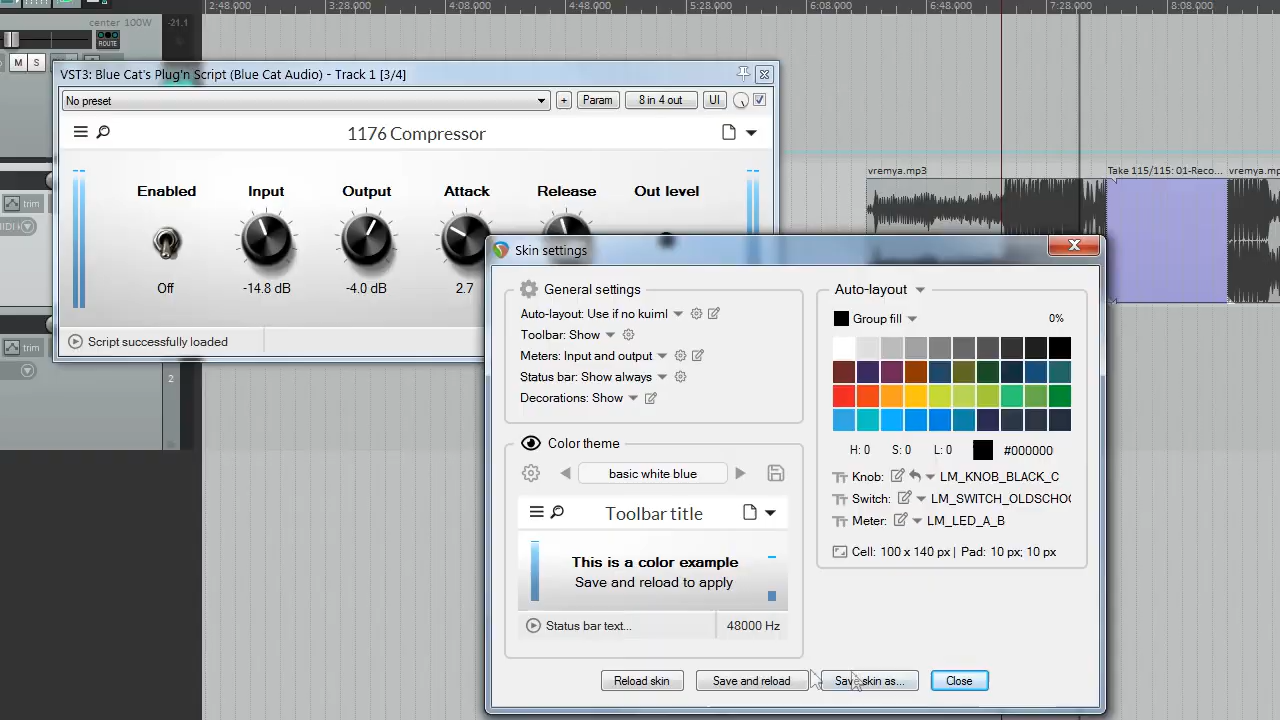 2:48.000 3:28.000 4:08.000 4:48.000 5:28.000 6:08.000 6:48.000 7:28.000 8:08.000
center 100W -21.1
ROUTE
M S
VST3: Blue Cat's Plug'n Script (Blue Cat Audio) - Track 1 [3/4]
No preset + Param 8 in 4 out UI
1176 Compressor
Enabled Input Output Attack Release Out level
Off -14.8 dB -4.0 dB 2.7
Script successfully loaded
trim
trim
2
vremya.mp3 Take 115/115: 01-Reco... vremya.mp
Skin settings
General settings
Auto-layout: Use if no kuiml
Toolbar: Show
Meters: Input and output
Status bar: Show always
Decorations: Show
Color theme
basic white blue
Toolbar title
This is a color example
Save and reload to apply
Status bar text... 48000 Hz
Auto-layout
Group fill 0%
H: 0 S: 0 L: 0 #000000
Knob: LM_KNOB_BLACK_C
Switch: LM_SWITCH_OLDSCHOO
Meter: LM_LED_A_B
Cell: 100 x 140 px | Pad: 10 px; 10 px
Reload skin Save and reload Save skin as... Close